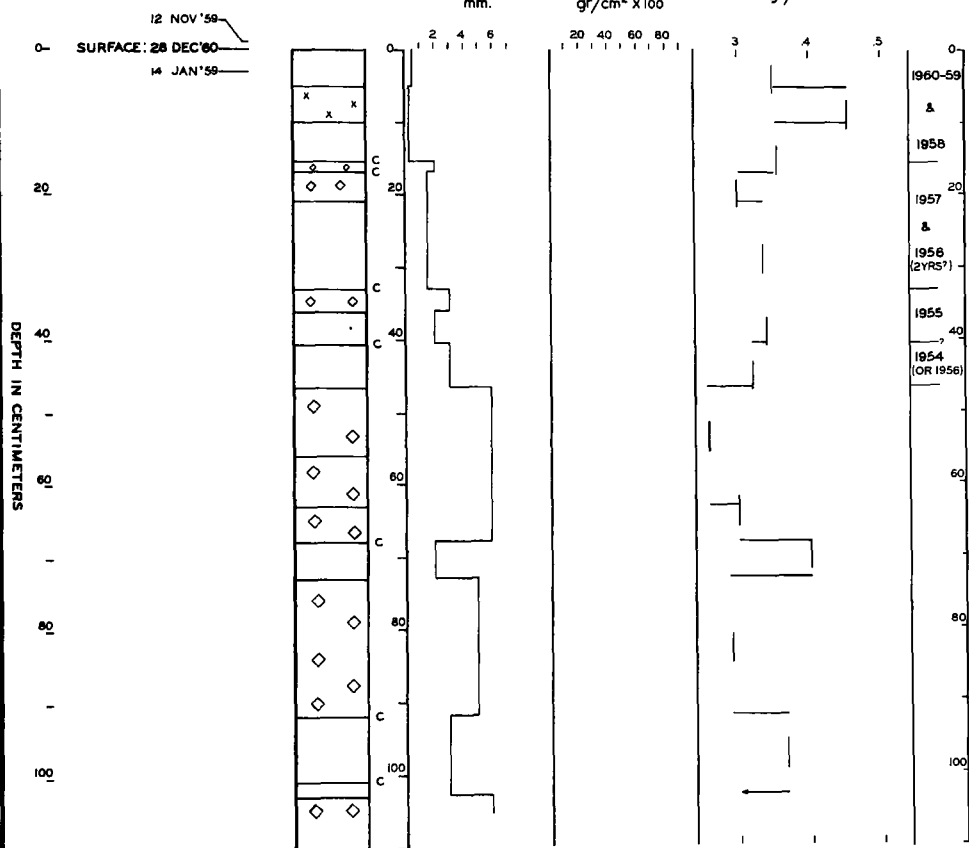 mm.
gr/cm² X100
12 NOV '59
SURFACE: 28 DEC '60
14 JAN '59
DEPTH IN CENTIMETERS
0
20
40
60
80
100
x
x
x
C
C
C
C
C
C
C
2 4 6
0
20
40
60
80
100
20 40 60 80
.3 .4 .5
1960-59
&
1958
1957
&
1956
(2YRS?)
1955
?
1954
(OR 1956)
0
20
40
60
80
100